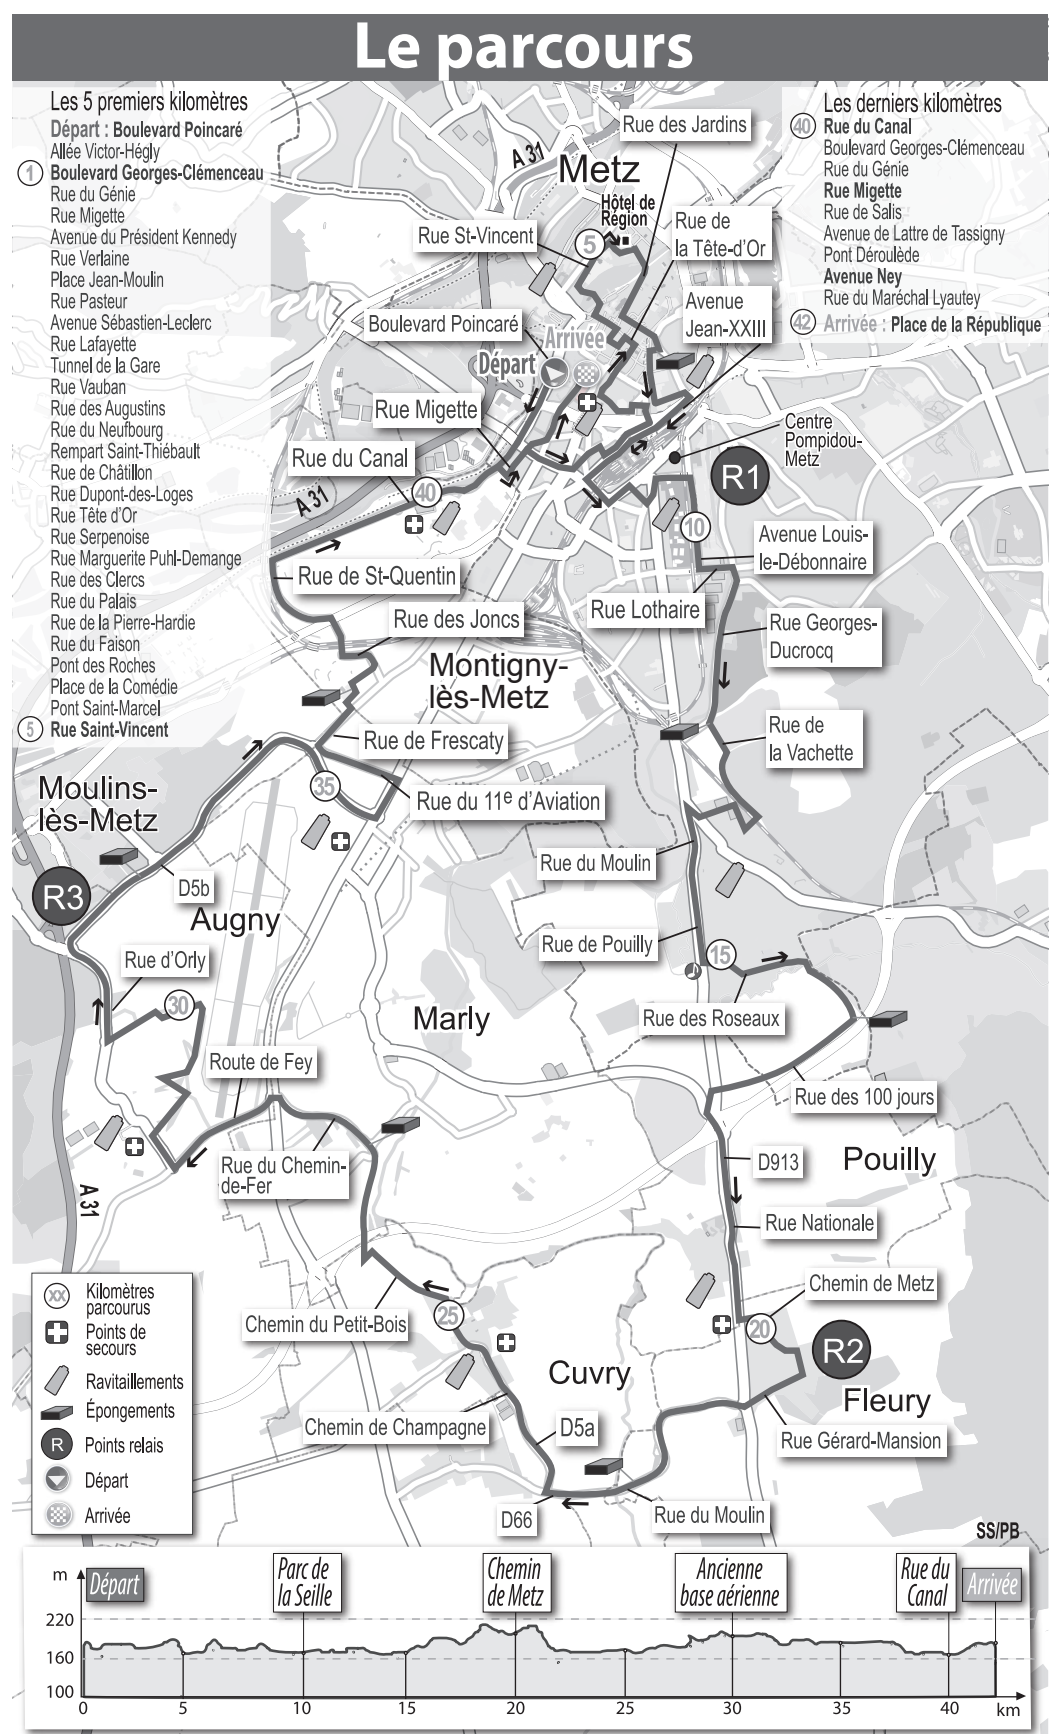 Le parcours
Les 5 premiers kilomètres
Départ : Boulevard Poincaré
Allée Victor-Hégly
1 Boulevard Georges-Clémenceau
Rue du Génie
Rue Migette
Avenue du Président Kennedy
Rue Verlaine
Place Jean-Moulin
Rue Pasteur
Avenue Sébastien-Leclerc
Rue Lafayette
Tunnel de la Gare
Rue Vauban
Rue des Augustins
Rue du Neufbourg
Rempart Saint-Thiébault
Rue de Châtillon
Rue Dupont-des-Loges
Rue Tête d'Or
Rue Serpenoise
Rue Marguerite Puhl-Demange
Rue des Clercs
Rue du Palais
Rue de la Pierre-Hardie
Rue du Faison
Pont des Roches
Place de la Comédie
Pont Saint-Marcel
5 Rue Saint-Vincent
Les derniers kilomètres
40 Rue du Canal
Boulevard Georges-Clémenceau
Rue du Génie
Rue Migette
Rue de Salis
Avenue de Lattre de Tassigny
Pont Déroulède
Avenue Ney
Rue du Maréchal Lyautey
42 Arrivée : Place de la République
Rue des Jardins
A 31
Metz
Hôtel de
Région
Rue St-Vincent
5
Rue de
la Tête-d'Or
Avenue
Jean-XXIII
Boulevard Poincaré
Arrivée
Départ
Rue Migette
Centre
Pompidou-
Metz
Rue du Canal
R1
40
A 31
10
Avenue Louis-
le-Débonnaire
Rue de St-Quentin
Rue Lothaire
Rue des Joncs
Rue Georges-
Ducrocq
Montigny-
lès-Metz
Rue de Frescaty
Rue de
la Vachette
35
Moulins-
lès-Metz
Rue du 11e d'Aviation
Rue du Moulin
D5b
R3
Augny
Rue de Pouilly
Rue d'Orly
15
30
Marly
Rue des Roseaux
Route de Fey
Rue des 100 jours
Rue du Chemin-
de-Fer
D913
Pouilly
A 31
Rue Nationale
Chemin de Metz
25
Chemin du Petit-Bois
20
R2
Cuvry
Fleury
Chemin de Champagne
D5a
Rue Gérard-Mansion
D66
Rue du Moulin
XX Kilomètres
parcourus
Points de
secours
Ravitaillements
Épongements
R Points relais
Départ
Arrivée
SS/PB
m
Départ
Parc de
la Seille
Chemin
de Metz
Ancienne
base aérienne
Rue du
Canal
Arrivée
220
160
100
0 5 10 15 20 25 30 35 40 km